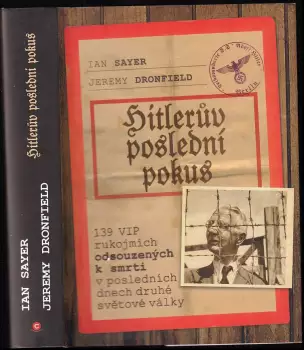 IAN SAYER
JEREMY DRONFIELD
Hitlerův poslední pokus
IAN SAYER
JEREMY DRONFIELD
Hitlerův
poslední
pokus
139 VIP
rukojmích
odsouzených
k smrti
v posledních
dnech druhé
světové války